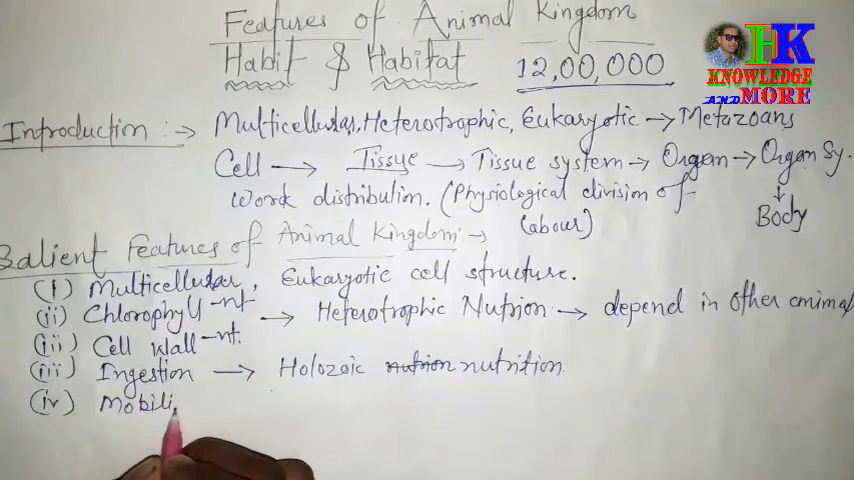 Features of Animal Kingdom
Habit & Habitat 12,00,000
HK
KNOWLEDGE
AND MORE
Introduction :→ Multicellular, Heterotrophic, Eukaryotic → Metazoans
Cell → Tissue → Tissue system → Organ → Organ Sy.
↓
Work distribution. (Physiological division of labour)
Body
Salient Features of Animal Kingdom :→
(i) Multicellular, Eukaryotic cell structure.
(ii) Chlorophyll -nt → Heterotrophic Nutrion → depend in other animal
(iii) Cell wall -nt.
(iii) Ingestion → Holozoic nutrion nutrition.
(iv) Mobili